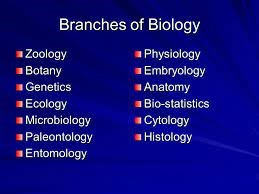 Branches of Biology
Zoology
Botany
Genetics
Ecology
Microbiology
Paleontology
Entomology
Physiology
Embryology
Anatomy
Bio-statistics
Cytology
Histology